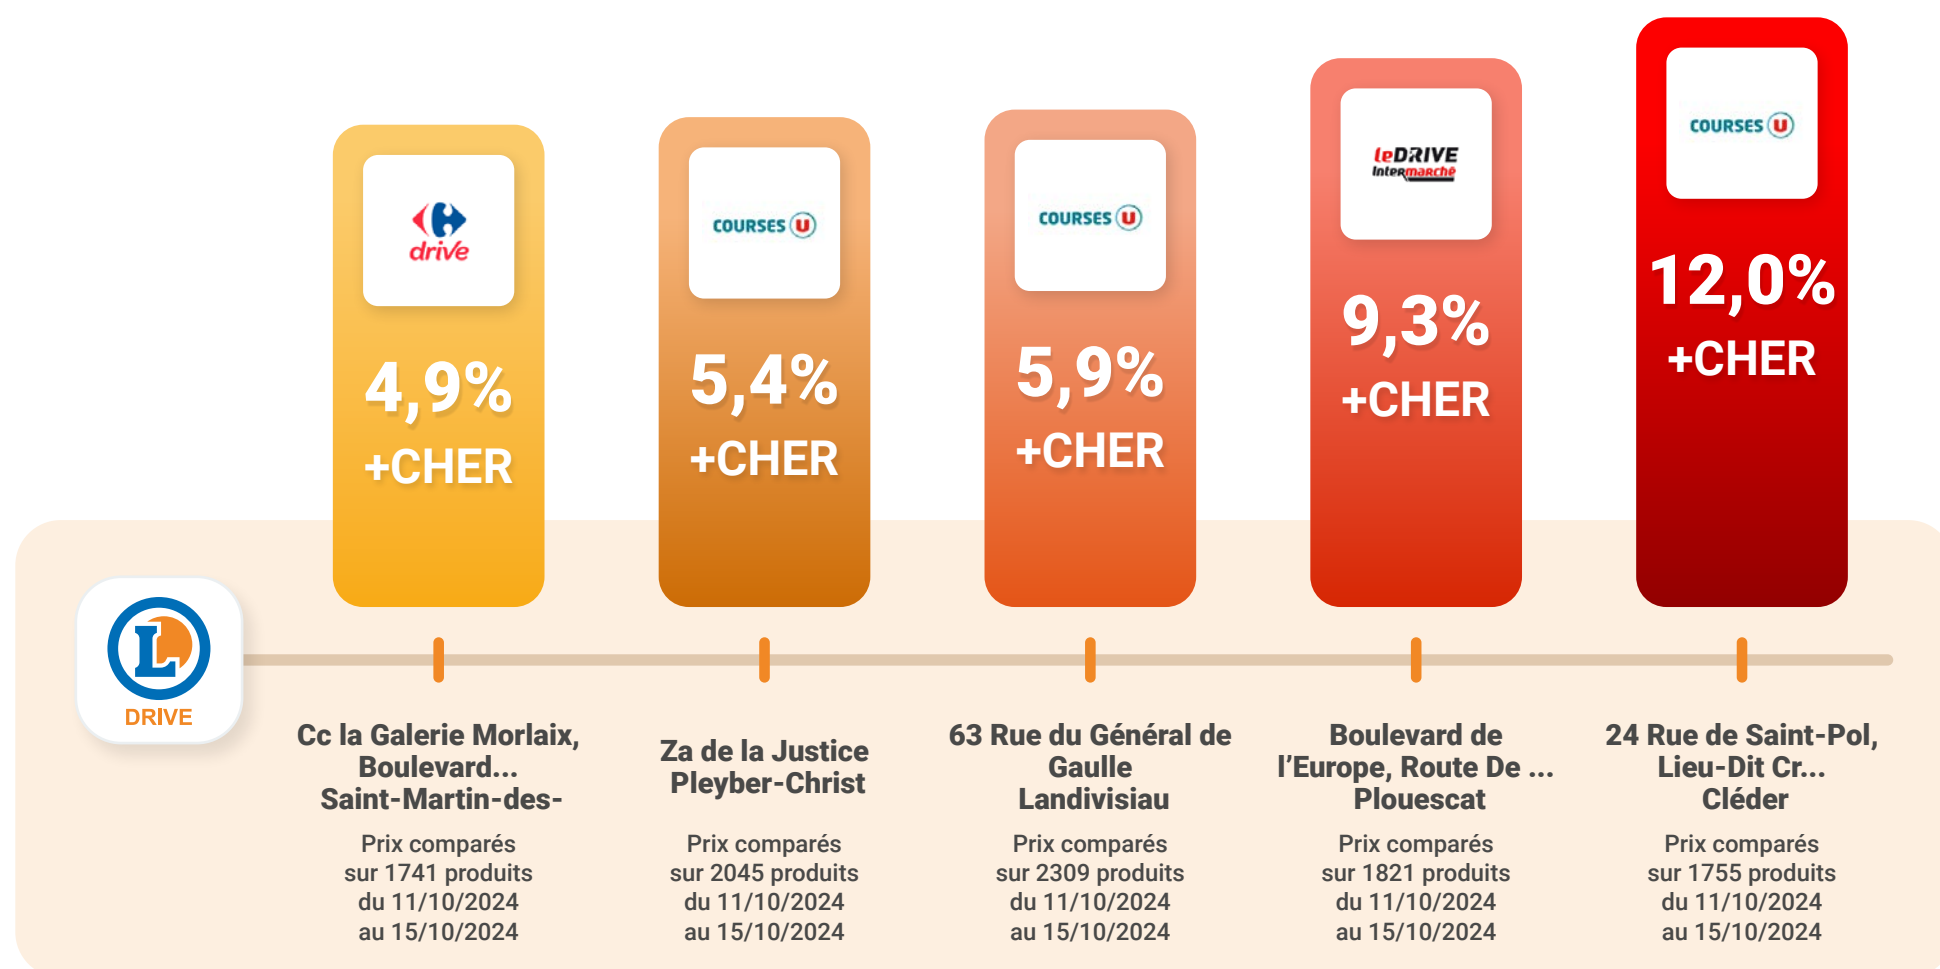 drive
4,9%
+CHER
COURSES U
5,4%
+CHER
COURSES U
5,9%
+CHER
leDRIVE
Intermarché
9,3%
+CHER
COURSES U
12,0%
+CHER
L
DRIVE
Cc la Galerie Morlaix,
Boulevard...
Saint-Martin-des-
Prix comparés
sur 1741 produits
du 11/10/2024
au 15/10/2024
Za de la Justice
Pleyber-Christ
Prix comparés
sur 2045 produits
du 11/10/2024
au 15/10/2024
63 Rue du Général de
Gaulle
Landivisiau
Prix comparés
sur 2309 produits
du 11/10/2024
au 15/10/2024
Boulevard de
l’Europe, Route De ...
Plouescat
Prix comparés
sur 1821 produits
du 11/10/2024
au 15/10/2024
24 Rue de Saint-Pol,
Lieu-Dit Cr...
Cléder
Prix comparés
sur 1755 produits
du 11/10/2024
au 15/10/2024